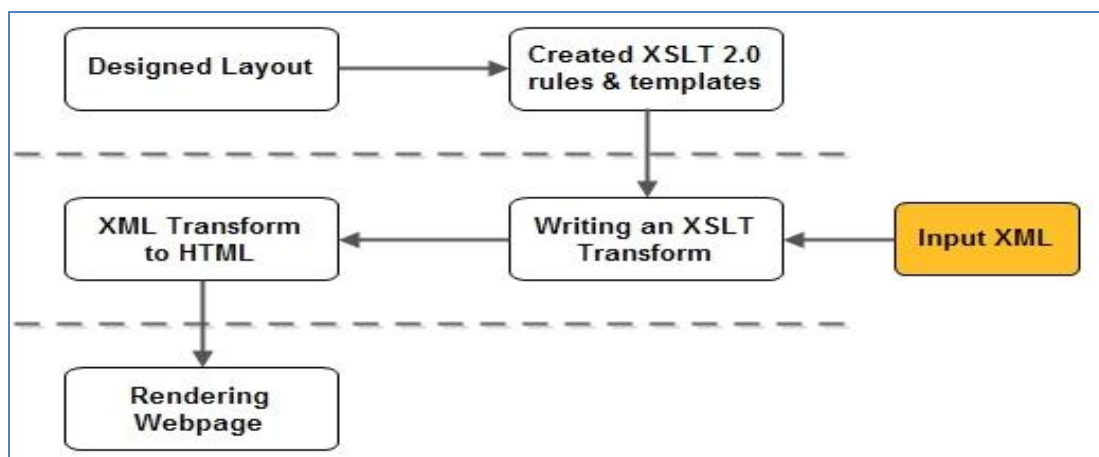 Designed Layout
Created XSLT 2.0
rules & templates
XML Transform
to HTML
Writing an XSLT
Transform
Input XML
Rendering
Webpage